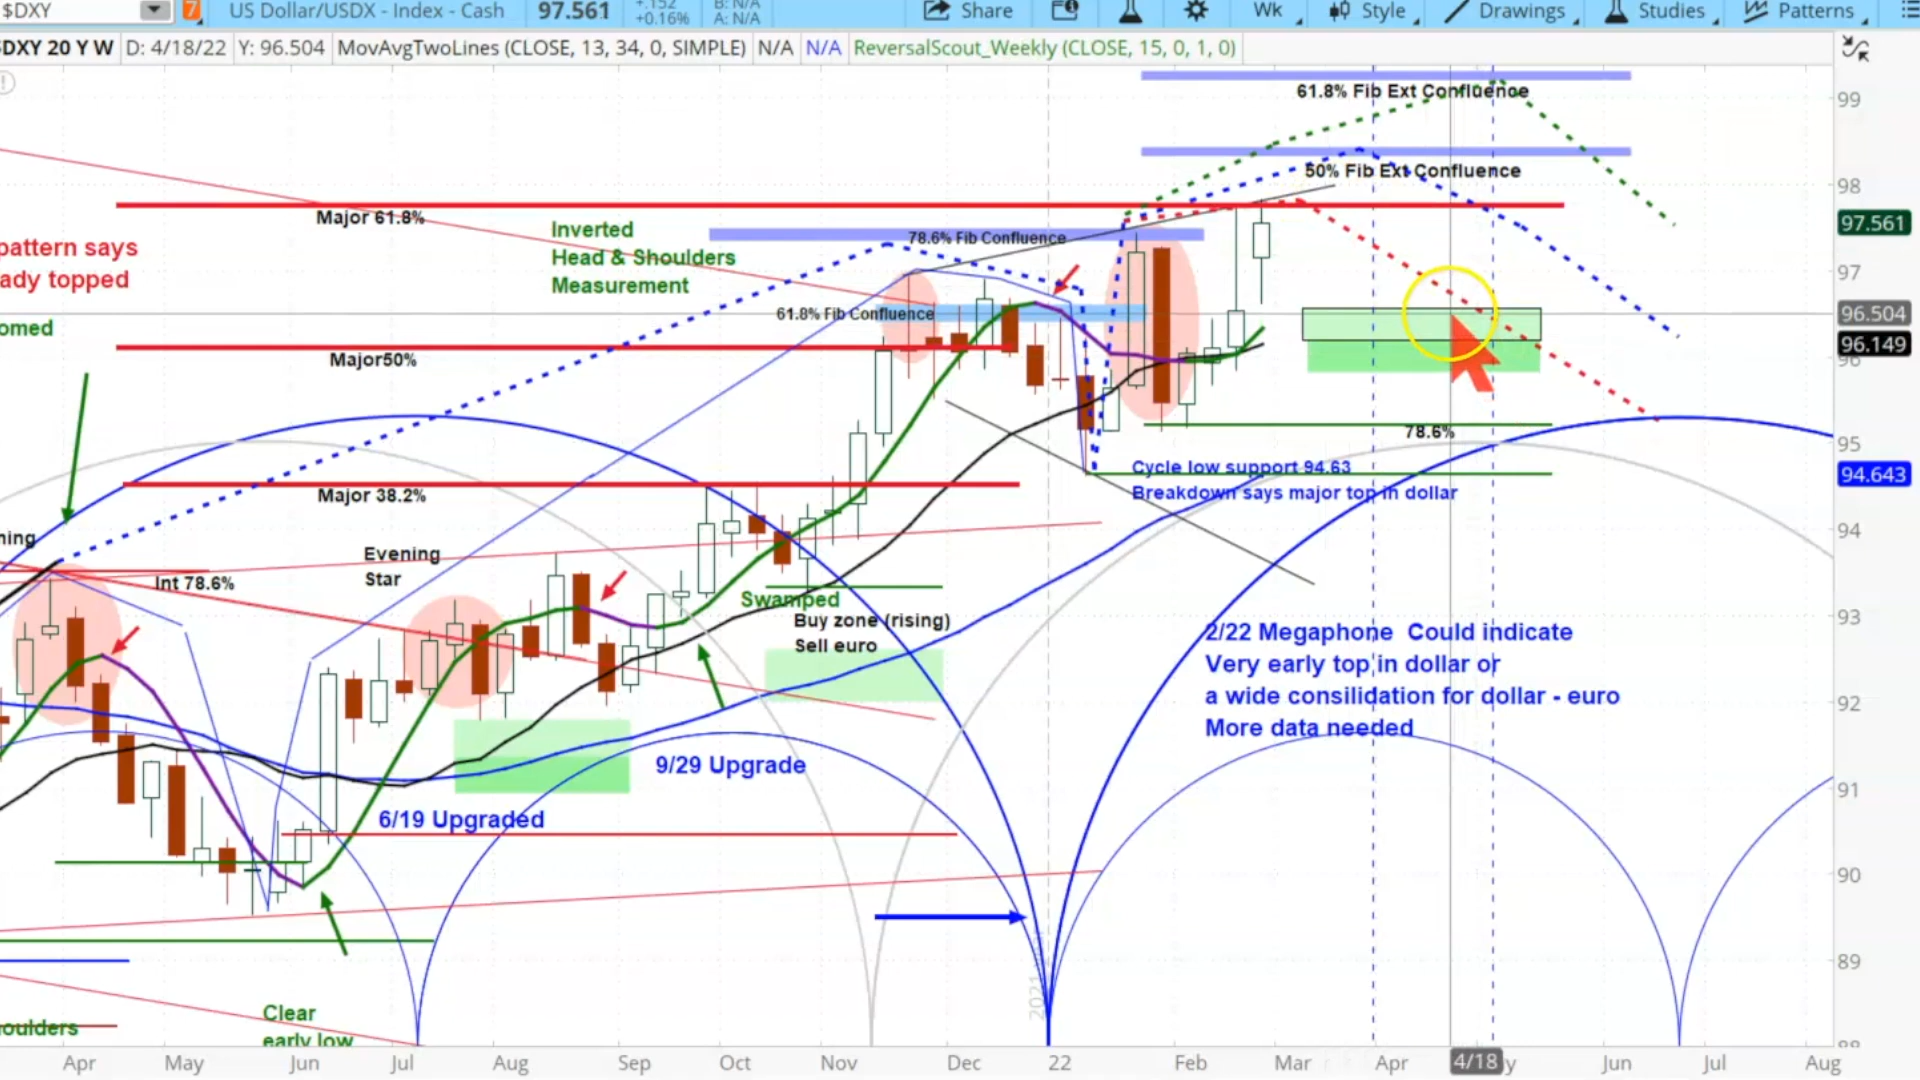 $DXY
7
US Dollar/USDX - Index - Cash
97.561
+.152
+0.16%
B: N/A
A: N/A
Share
Wk
Style
Drawings
Studies
Patterns
DXY 20 Y W
D: 4/18/22
Y: 96.504
MovAvgTwoLines (CLOSE, 13, 34, 0, SIMPLE)
N/A
N/A
ReversalScout_Weekly (CLOSE, 15, 0, 1, 0)
61.8% Fib Ext Confluence
50% Fib Ext Confluence
Major 61.8%
pattern says
ady topped
Inverted
Head & Shoulders
Measurement
78.6% Fib Confluence
61.8% Fib Confluence
omed
Major50%
78.6%
Cycle low support 94.63
Breakdown says major top in dollar
Major 38.2%
ning
Int 78.6%
Evening
Star
Swamped
Buy zone (rising)
Sell euro
2/22 Megaphone Could indicate
Very early top in dollar or
a wide consilidation for dollar - euro
More data needed
9/29 Upgrade
6/19 Upgraded
Clear
early low
oulders
2021
99
98
97.561
97
96.504
96.149
96
95
94.643
94
93
92
91
90
89
88
Apr
May
Jun
Jul
Aug
Sep
Oct
Nov
Dec
22
Feb
Mar
Apr
4/18
y
Jun
Jul
Aug